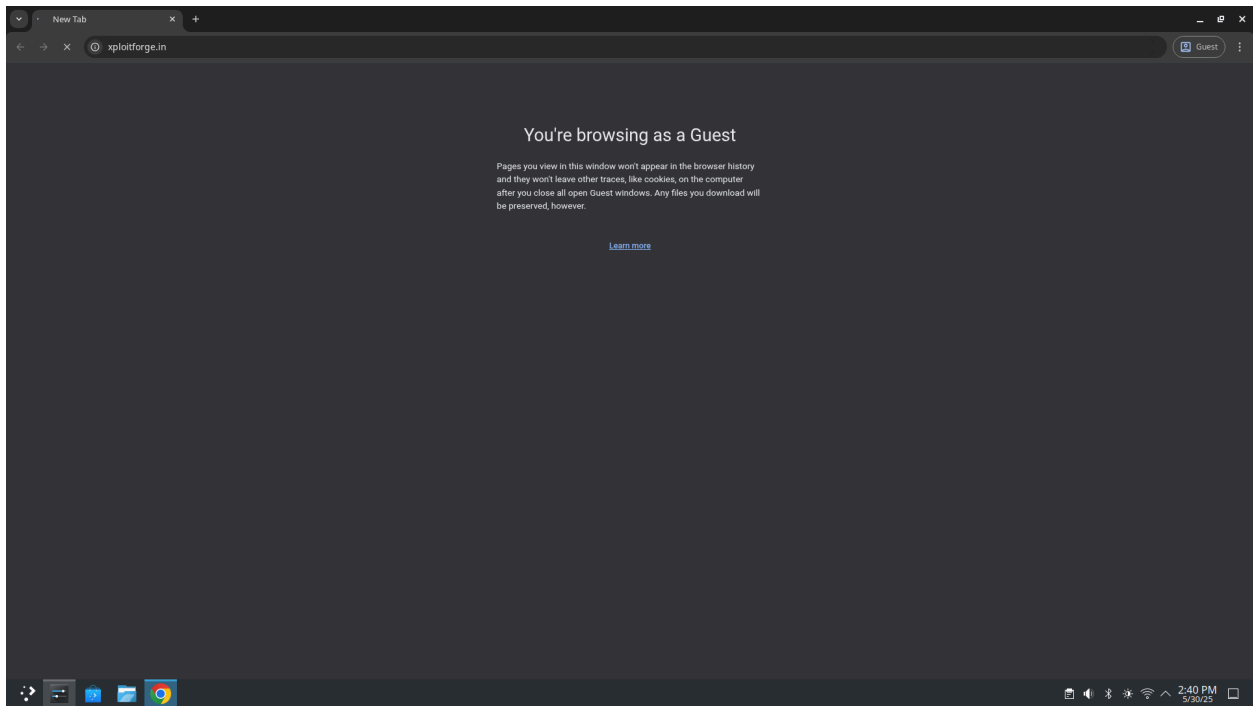 New Tab
xploitforge.in
Guest
You're browsing as a Guest
Pages you view in this window won't appear in the browser history
and they won't leave other traces, like cookies, on the computer
after you close all open Guest windows. Any files you download will
be preserved, however.
Learn more
2:40 PM
5/30/25